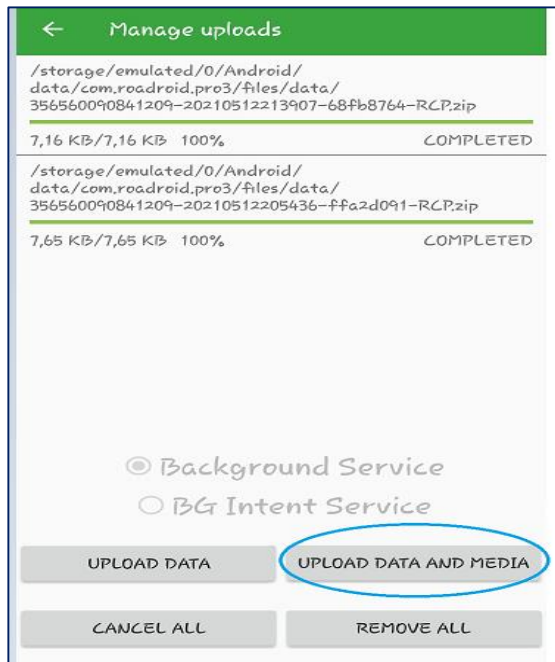 Manage uploads
/storage/emulated/0/Android/
data/com.roadroid.pro3/files/data/
356560090841209-20210512213907-68fb8764-RCP.zip
7,16 KB/7,16 KB 100% COMPLETED
/storage/emulated/0/Android/
data/com.roadroid.pro3/files/data/
356560090841209-20210512205436-ffa2d091-RCP.zip
7,65 KB/7,65 KB 100% COMPLETED
Background Service
BG Intent Service
UPLOAD DATA UPLOAD DATA AND MEDIA
CANCEL ALL REMOVE ALL